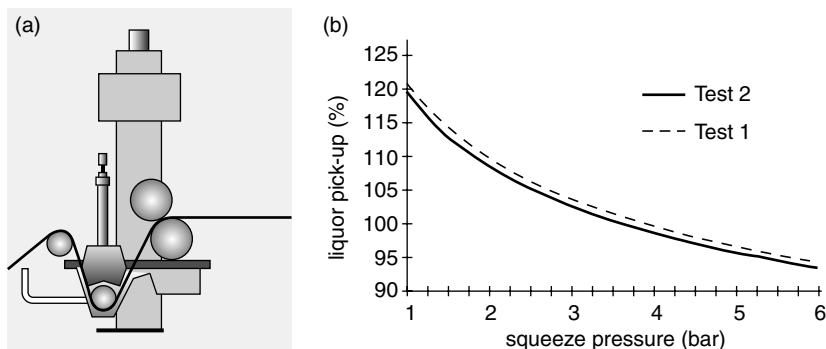 (a)
(b)
125
120
115
110
105
100
95
90
liquor pick-up (%)
Test 2
Test 1
1 2 3 4 5 6
squeeze pressure (bar)